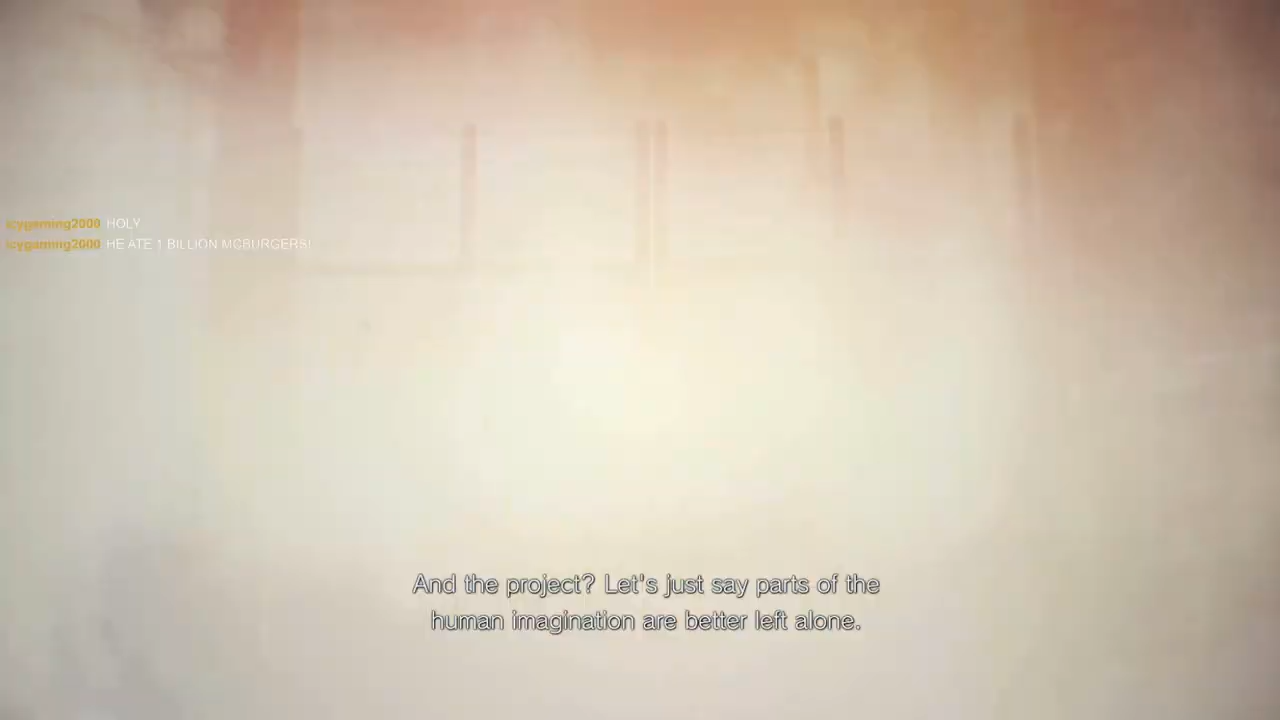 icygaming2000 HOLY
icygaming2000 HE ATE 1 BILLION MCBURGERS!
And the project? Let's just say parts of the
human imagination are better left alone.